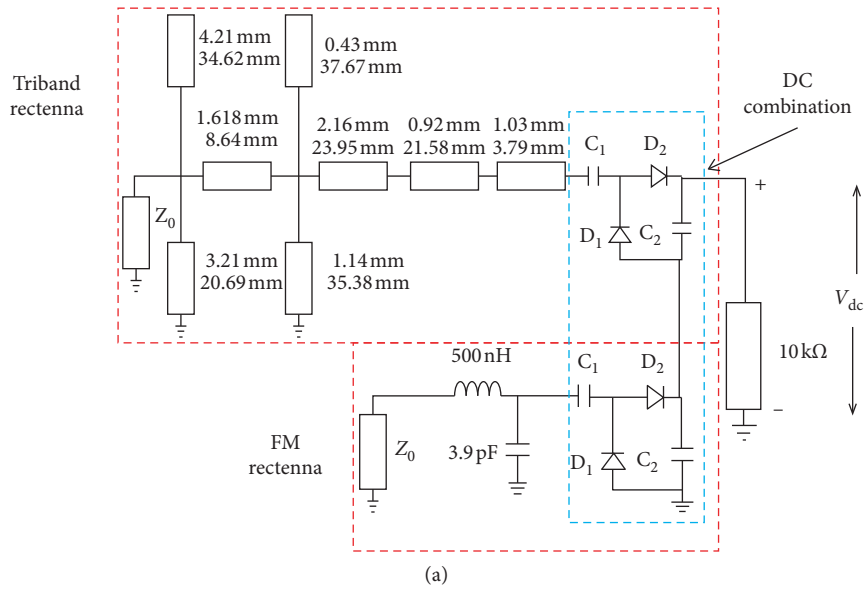 4.21 mm
34.62 mm
0.43 mm
37.67 mm
Triband
rectenna
DC
combination
1.618 mm
8.64 mm
2.16 mm
23.95 mm
0.92 mm
21.58 mm
1.03 mm
3.79 mm
C1
D2
+
Z0
D1
C2
3.21 mm
20.69 mm
1.14 mm
35.38 mm
Vdc
10 kΩ
500 nH
C1
D2
−
FM
rectenna
Z0
3.9 pF
D1
C2
(a)